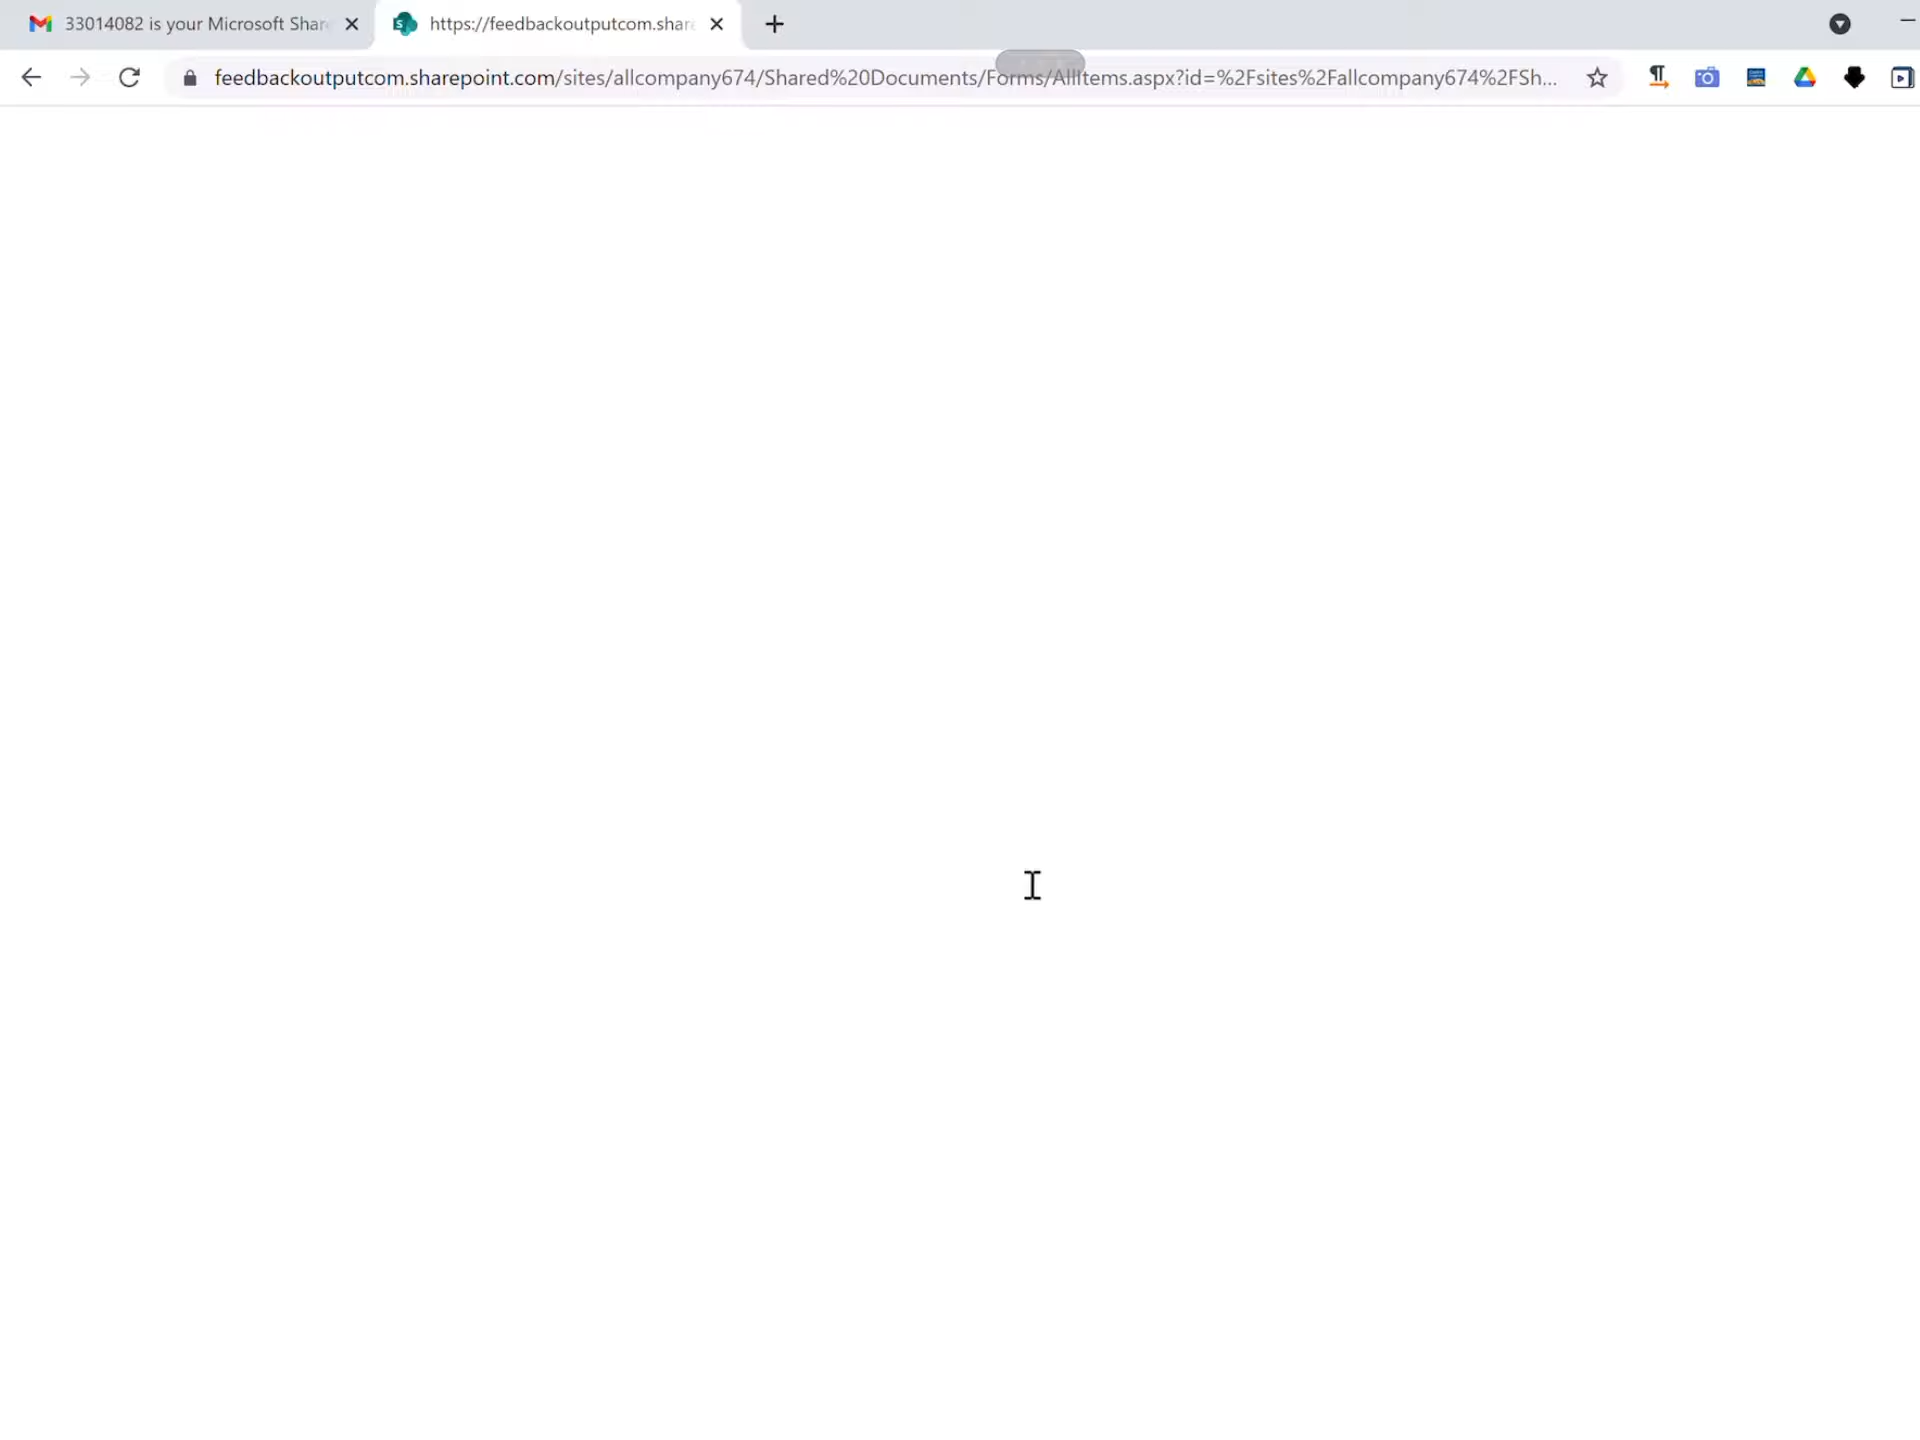 33014082 is your Microsoft Shar
https://feedbackoutputcom.share
feedbackoutputcom.sharepoint.com/sites/allcompany674/Shared%20Documents/Forms/AllItems.aspx?id=%2Fsites%2Fallcompany674%2FSh...